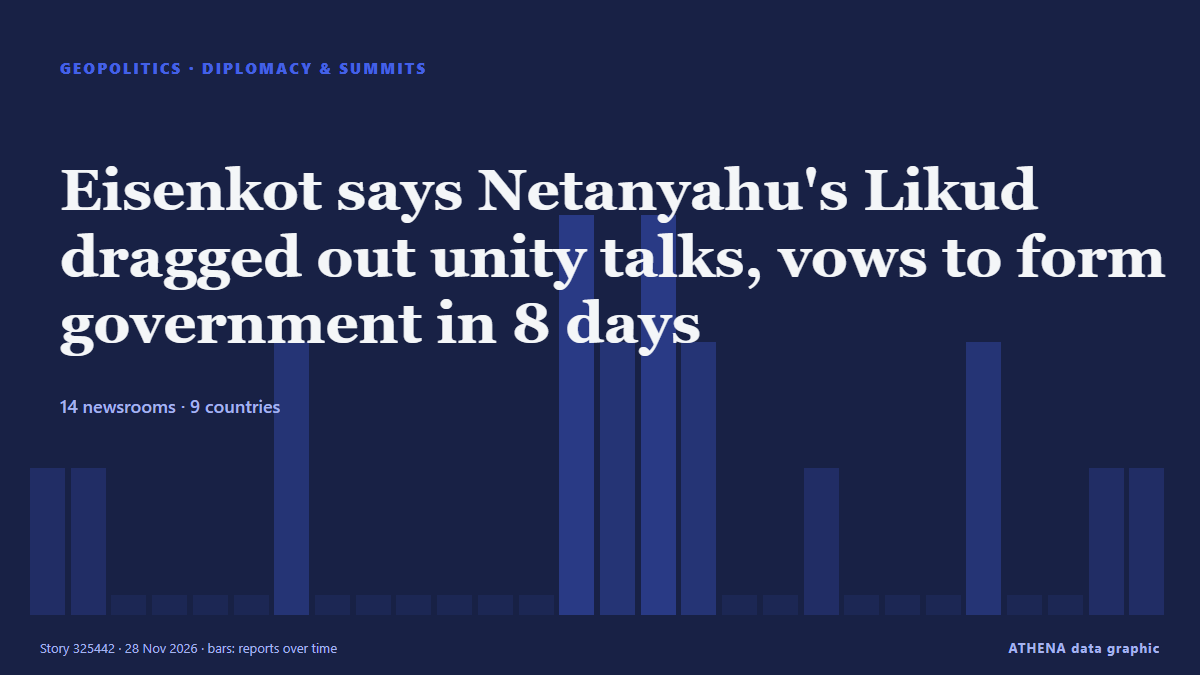 GEOPOLITICS · DIPLOMACY & SUMMITS
Eisenkot says Netanyahu's Likud
dragged out unity talks, vows to form
government in 8 days
14 newsrooms · 9 countries
Story 325442 · 28 Nov 2026 · bars: reports over time
ATHENA data graphic